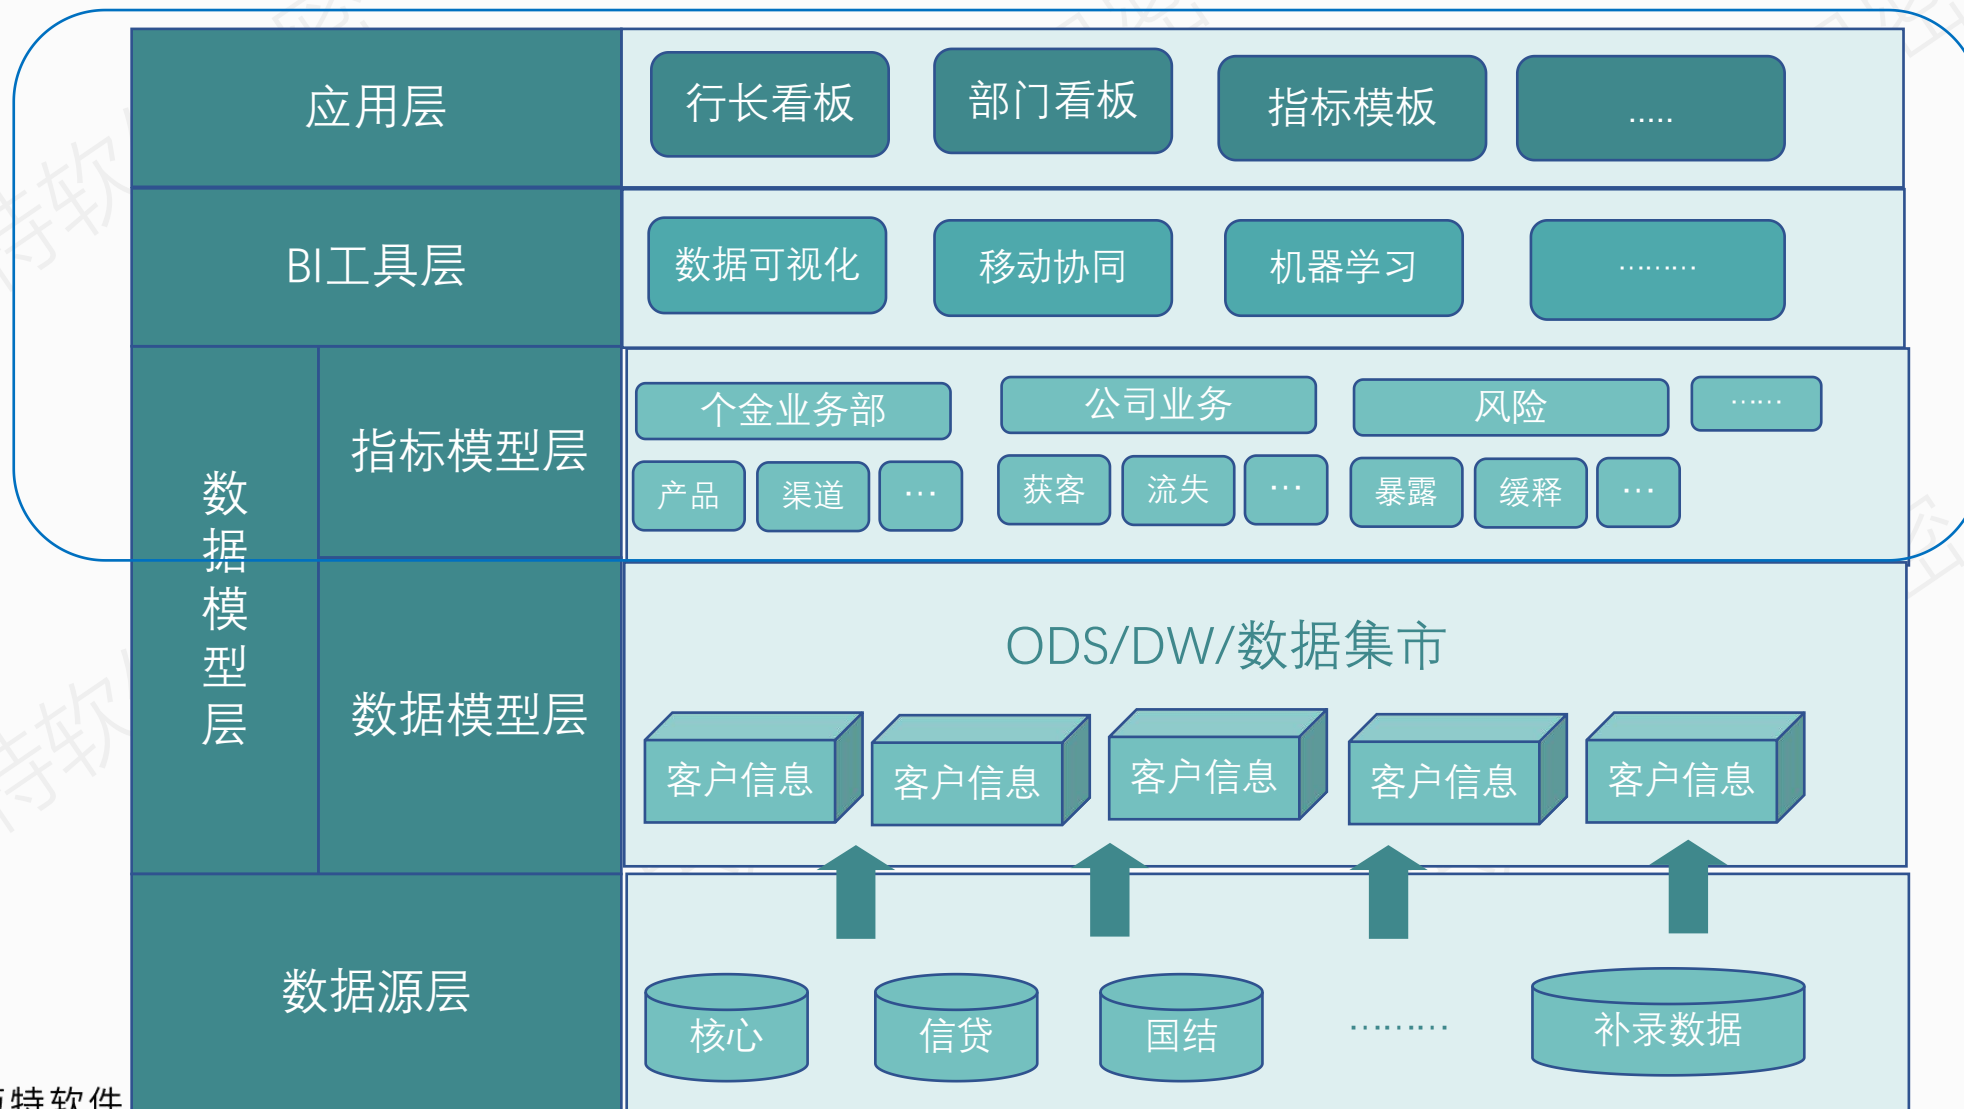 应用层
行长看板
部门看板
指标模板
.....
BI工具层
数据可视化
移动协同
机器学习
………
数据模型层
指标模型层
个金业务部
公司业务
风险
……
产品
渠道
…
获客
流失
…
暴露
缓释
…
数据模型层
ODS/DW/数据集市
客户信息
客户信息
客户信息
客户信息
客户信息
数据源层
核心
信贷
国结
………
补录数据
特软件